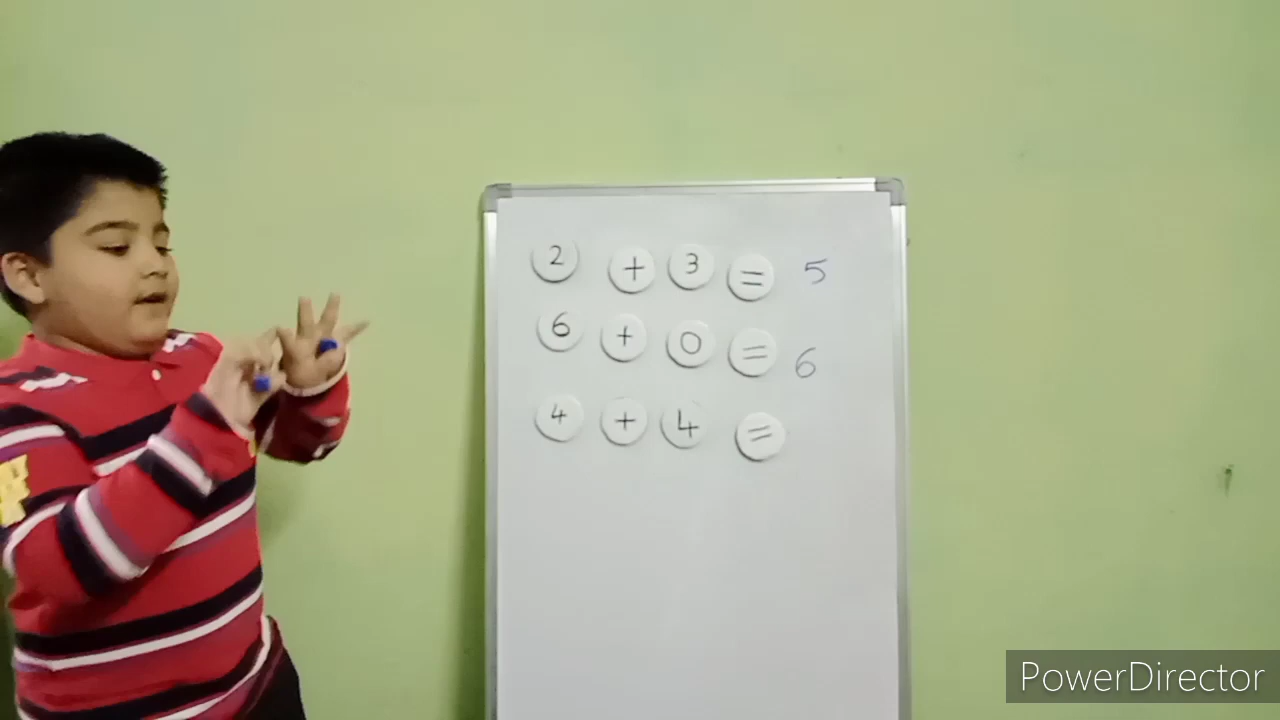 2 + 3 = 5
6 + 0 = 6
4 + 4 =
PowerDirector